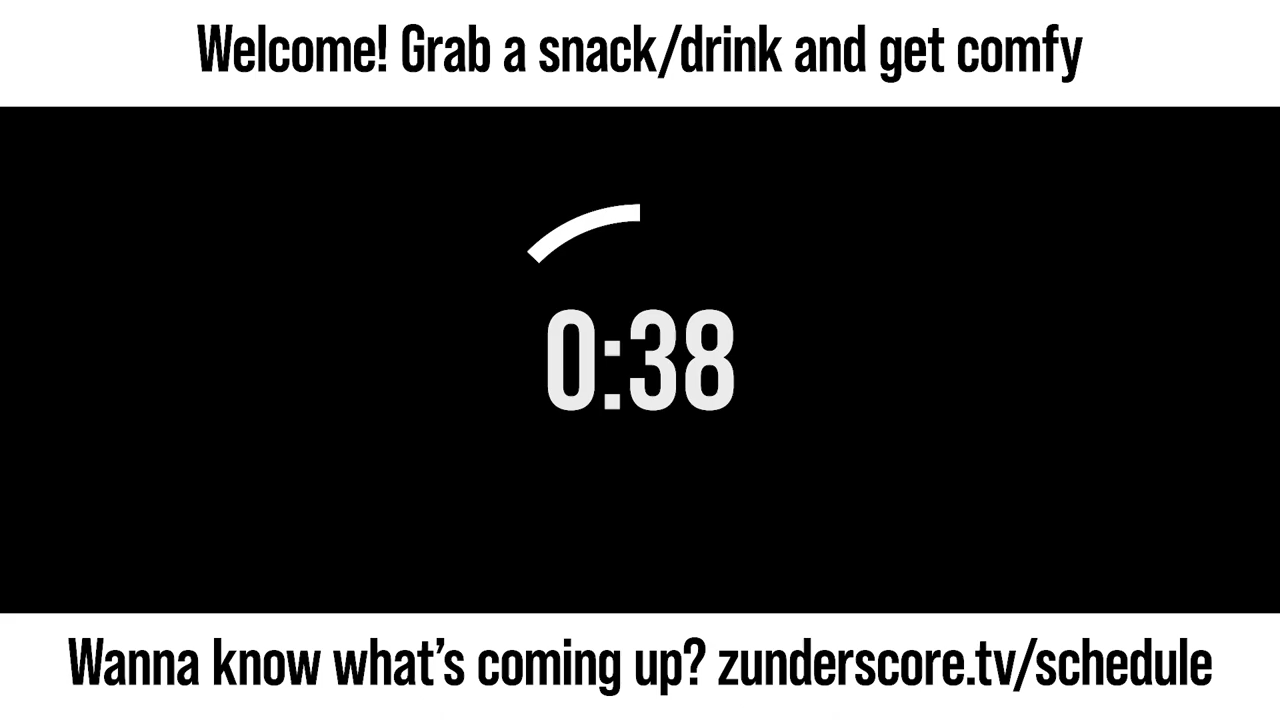 Welcome! Grab a snack/drink and get comfy
0:38
Wanna know what’s coming up? zunderscore.tv/schedule